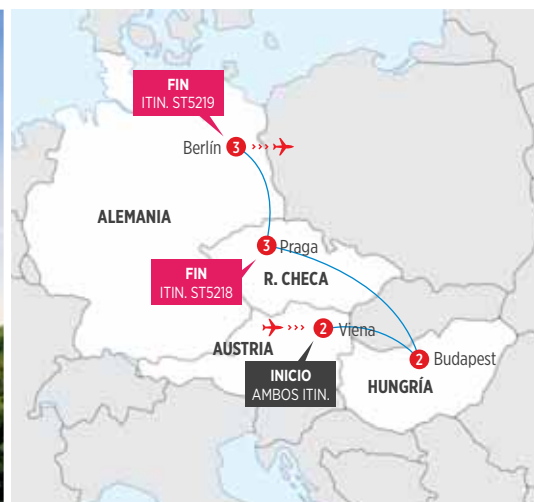 FIN
ITIN. ST5219
Berlín 3
ALEMANIA
3 Praga
FIN
ITIN. ST5218
R. CHECA
2 Viena
AUSTRIA
2 Budapest
INICIO
AMBOS ITIN.
HUNGRÍA